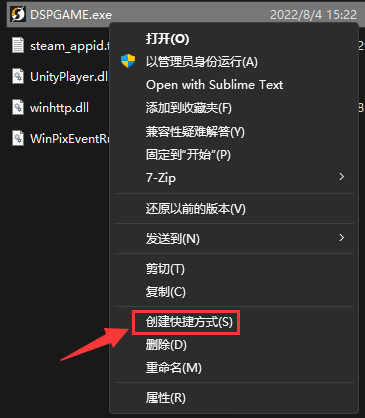 DSPGAME.exe 2022/8/4 15:22
打开(O)
steam_appid.t
以管理员身份运行(A)
UnityPlayer.dl
Open with Sublime Text
winhttp.dll
添加到收藏夹(F)
兼容性疑难解答(Y)
WinPixEventRu
固定到"开始"(P)
7-Zip
还原以前的版本(V)
发送到(N)
剪切(T)
复制(C)
创建快捷方式(S)
删除(D)
重命名(M)
属性(R)